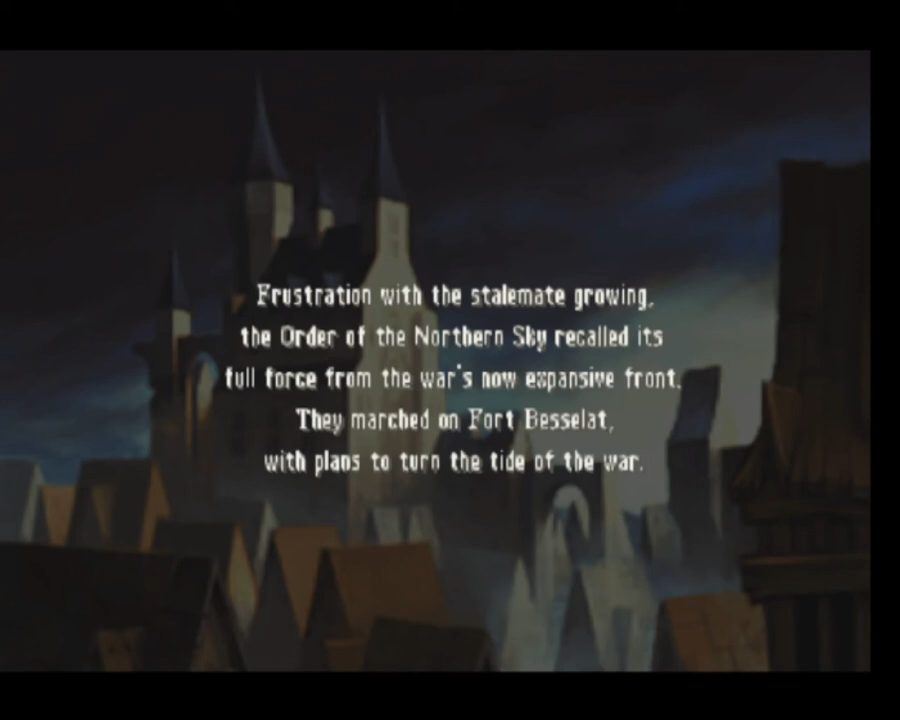 Frustration with the stalemate growing,
the Order of the Northern Sky recalled its
full force from the war's now expansive front.
They marched on Fort Besselat,
with plans to turn the tide of the war.